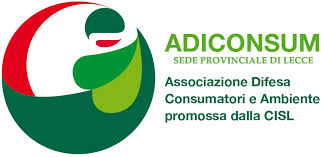 ADICONSUM
SEDE PROVINCIALE DI LECCE
Associazione Difesa
Consumatori e Ambiente
promossa dalla CISL